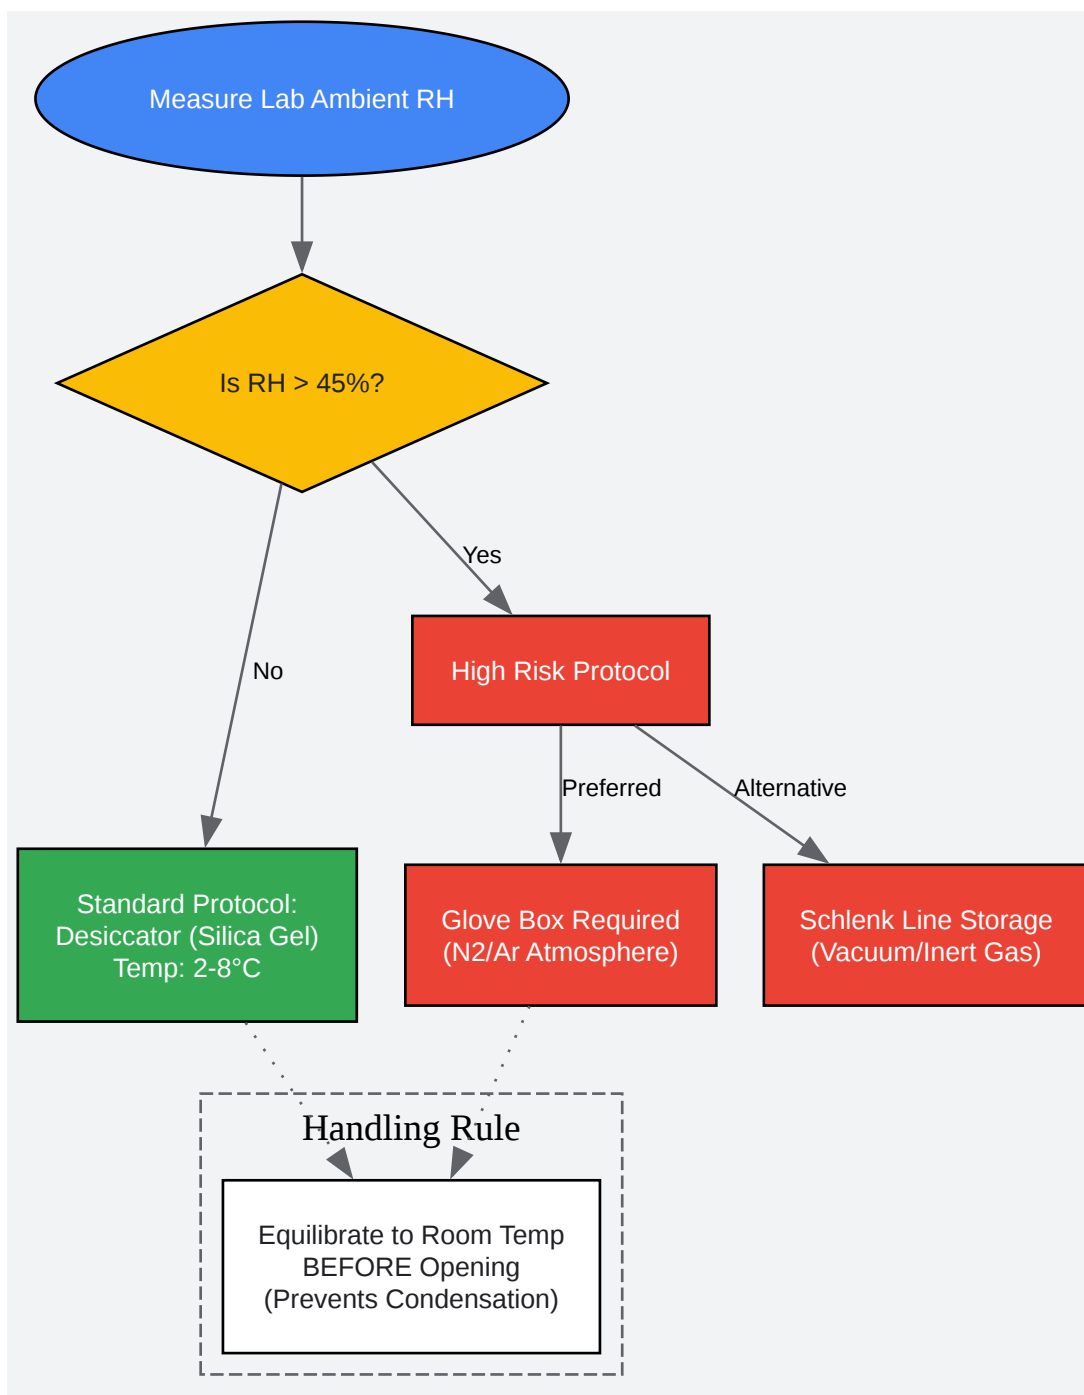 Measure Lab Ambient RH
Is RH > 45%?
Yes
No
High Risk Protocol
Preferred
Alternative
Standard Protocol:
Desiccator (Silica Gel)
Temp: 2-8°C
Glove Box Required
(N2/Ar Atmosphere)
Schlenk Line Storage
(Vacuum/Inert Gas)
Handling Rule
Equilibrate to Room Temp
BEFORE Opening
(Prevents Condensation)